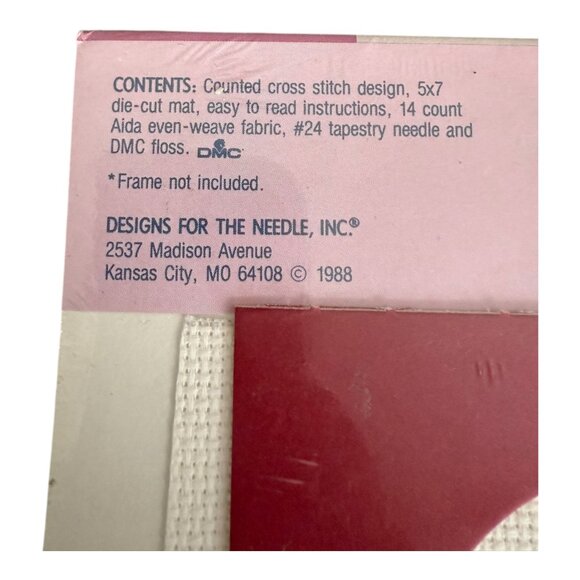 CONTENTS: Counted cross stitch design, 5x7
die-cut mat, easy to read instructions, 14 count
Aida even-weave fabric, #24 tapestry needle and
DMC floss. DMC
*Frame not included.
DESIGNS FOR THE NEEDLE, INC.®
2537 Madison Avenue
Kansas City, MO 64108 © 1988